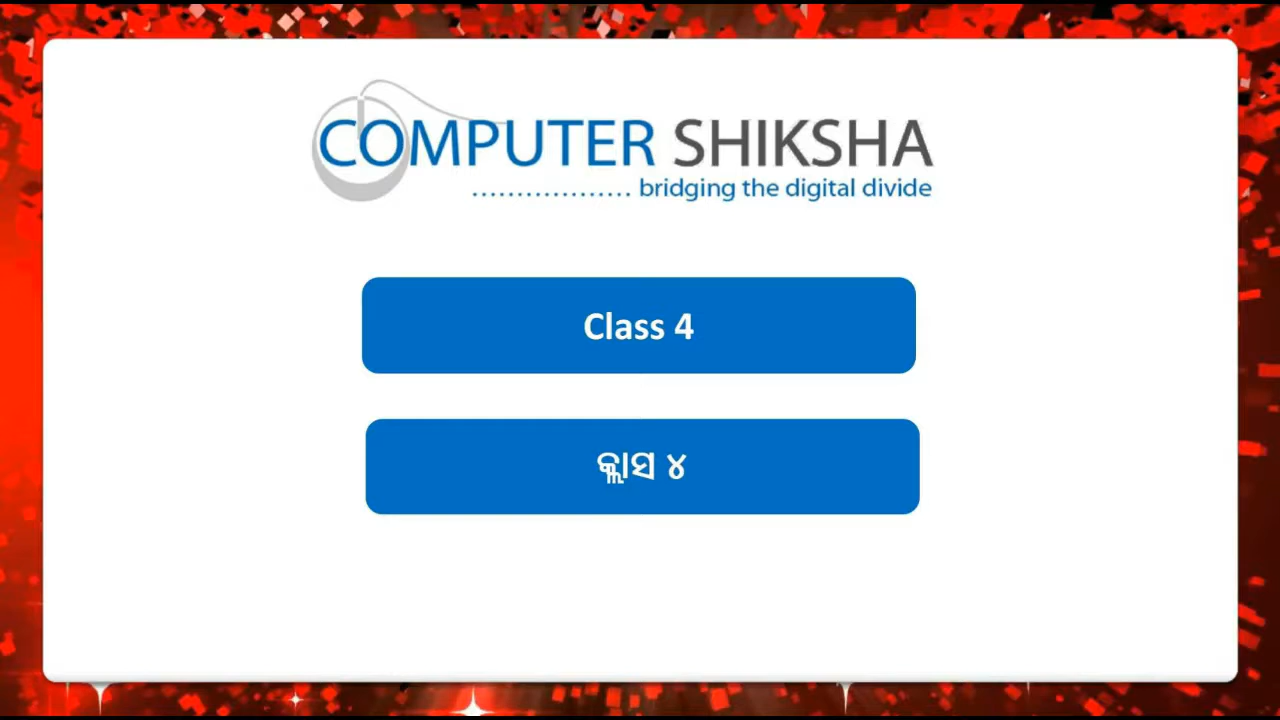 COMPUTER SHIKSHA
.................. bridging the digital divide
Class 4
କ୍ଲାସ ୪